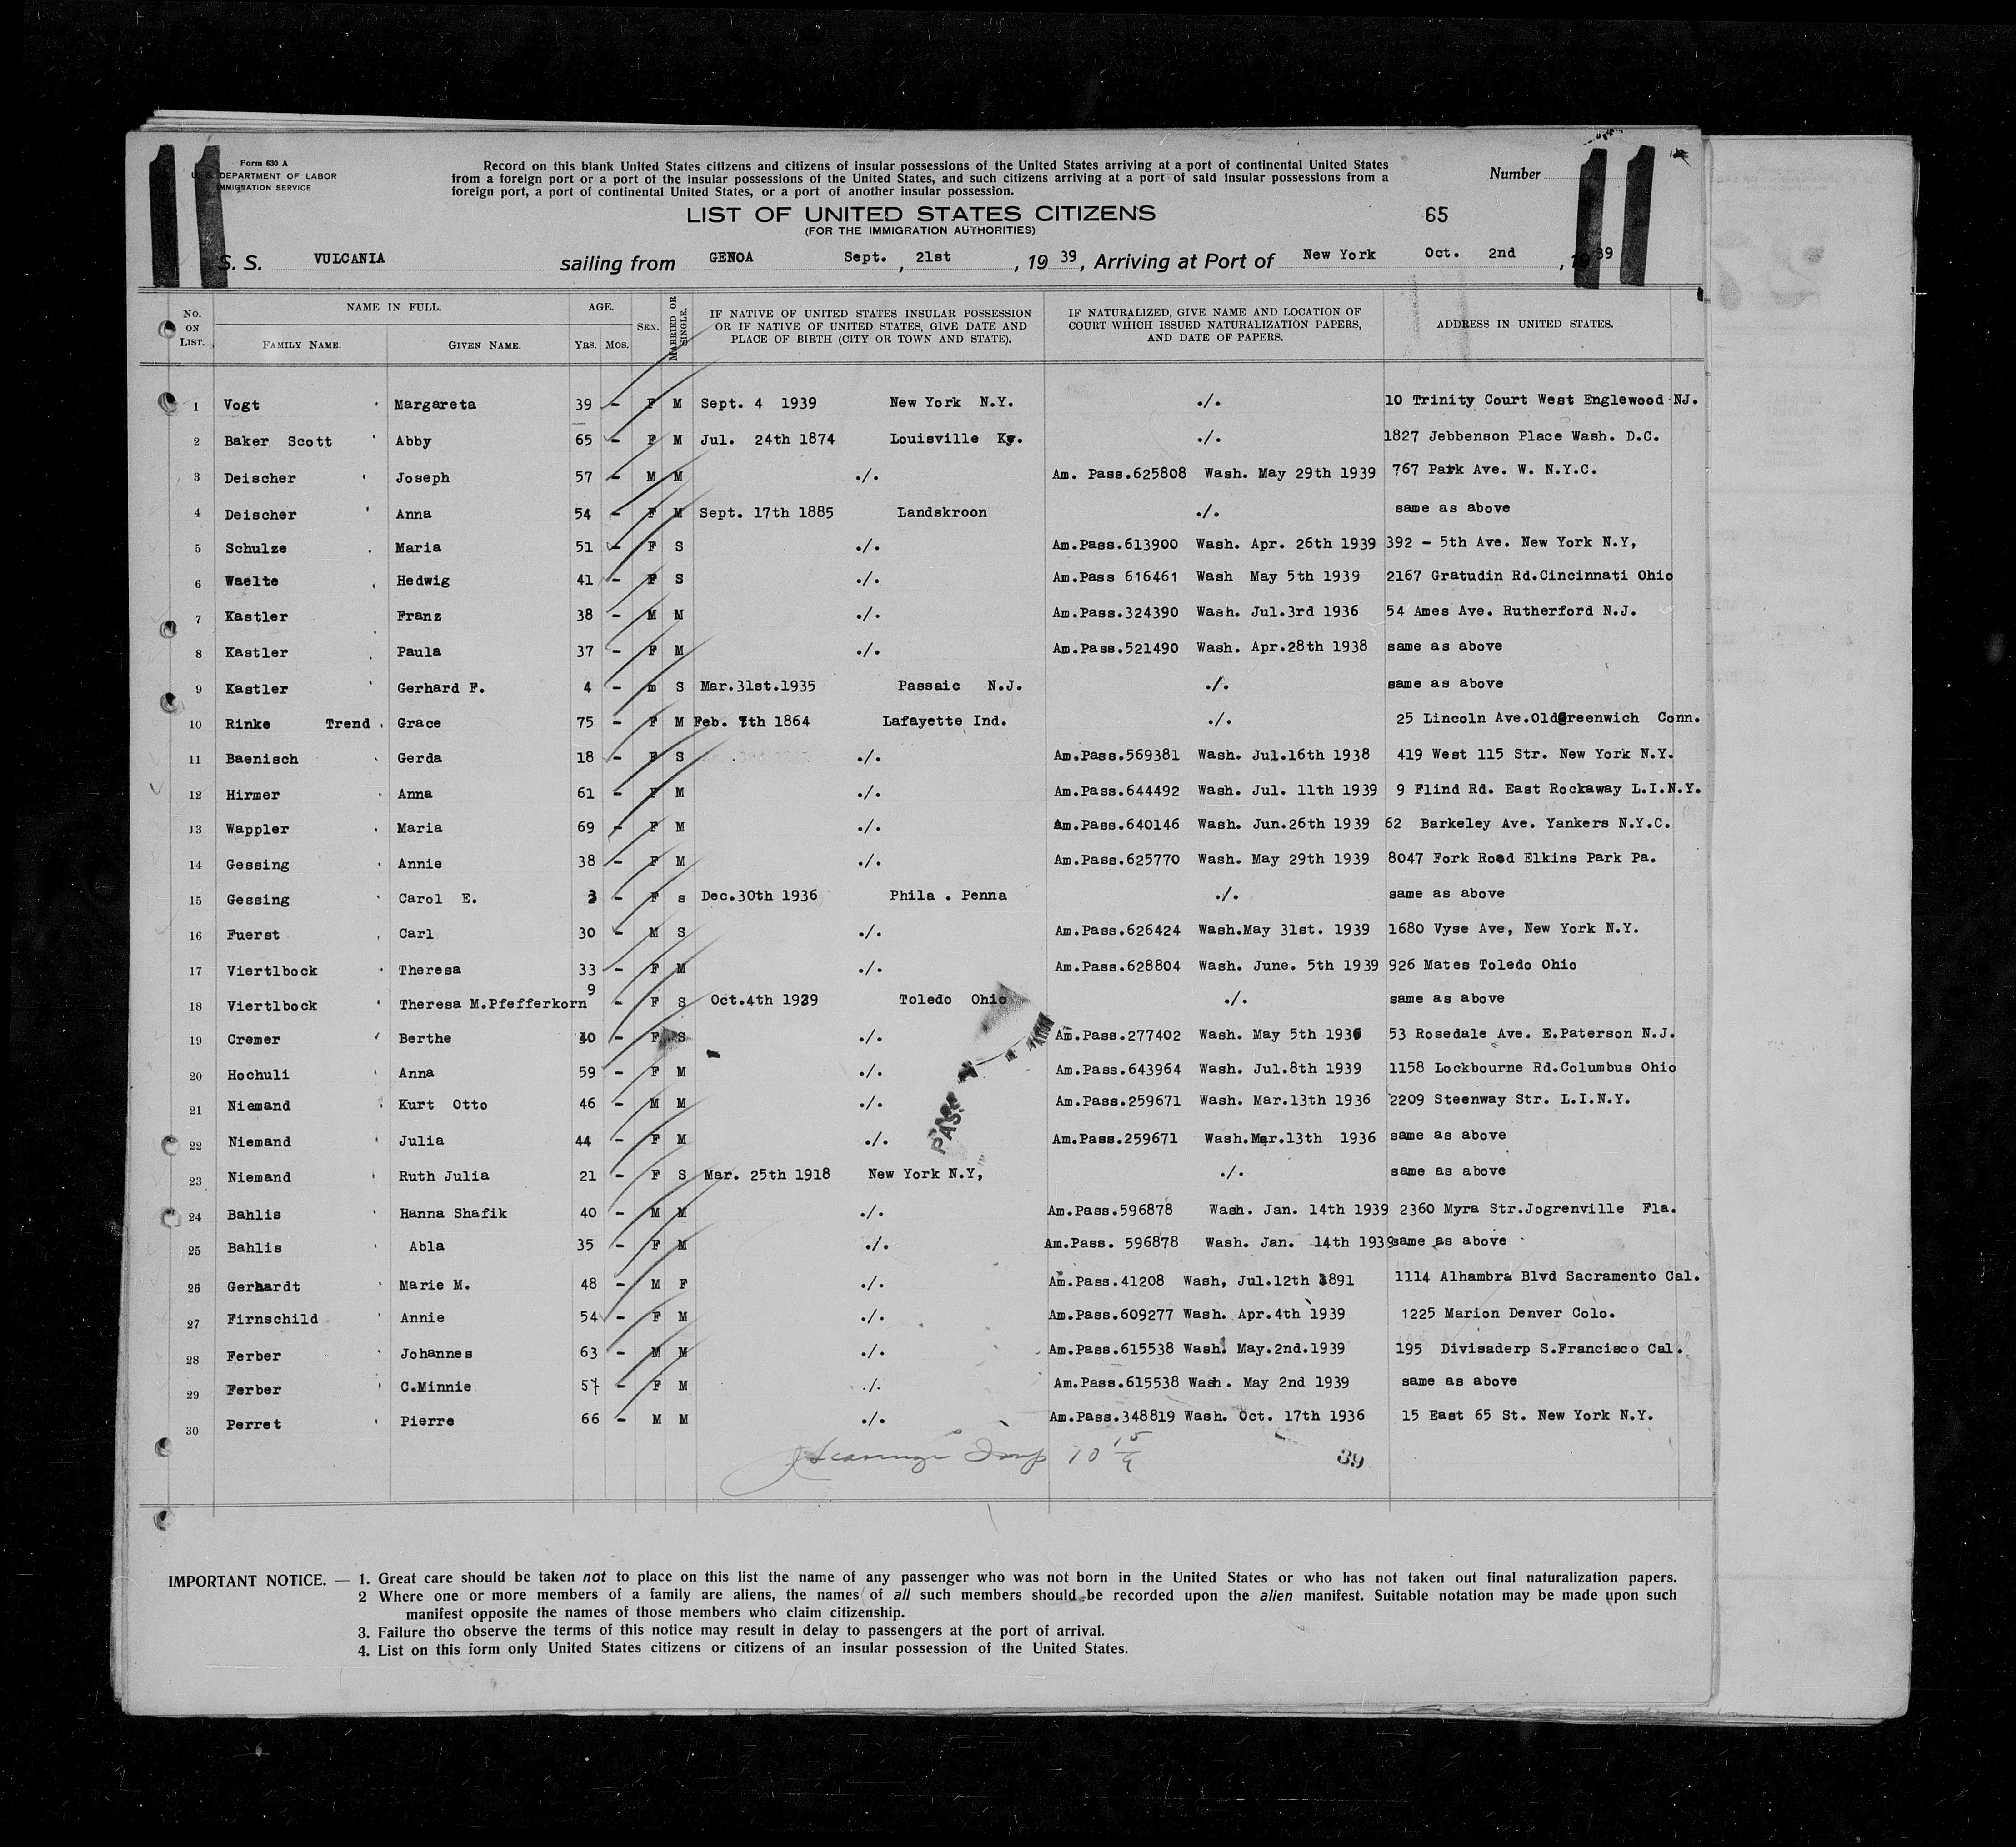 Form 630 A
U. S. DEPARTMENT OF LABOR
IMMIGRATION SERVICE
Record on this blank United States citizens and citizens of insular possessions of the United States arriving at a port of continental United States
from a foreign port or a port of the insular possessions of the United States, and such citizens arriving at a port of said insular possessions from a
foreign port, a port of continental United States, or a port of another insular possession.
Number
LIST OF UNITED STATES CITIZENS 65
(FOR THE IMMIGRATION AUTHORITIES)
S. S. VULCANIA sailing from GENOA Sept. , 21st , 19 39, Arriving at Port of New York Oct. 2nd , 1939
No. ON LIST. NAME IN FULL. FAMILY NAME. GIVEN NAME. AGE. YRS. MOS. SEX. MARRIED OR SINGLE. IF NATIVE OF UNITED STATES INSULAR POSSESSION OR IF NATIVE OF UNITED STATES, GIVE DATE AND PLACE OF BIRTH (CITY OR TOWN AND STATE). IF NATURALIZED, GIVE NAME AND LOCATION OF COURT WHICH ISSUED NATURALIZATION PAPERS, AND DATE OF PAPERS. ADDRESS IN UNITED STATES.
1 Vogt Margareta 39 - F M Sept. 4 1939 New York N.Y. ./. 10 Trinity Court West Englewood NJ.
2 Baker Scott Abby 65 - F M Jul. 24th 1874 Louisville Ky. ./. 1827 Jebbenson Place Wash. D.C.
3 Deischer Joseph 57 - M M ./. Am. Pass.625808 Wash. May 29th 1939 767 Park Ave. W. N.Y.C.
4 Deischer Anna 54 - F M Sept. 17th 1885 Landskroon ./. same as above
5 Schulze Maria 51 - F S ./. Am.Pass.613900 Wash. Apr. 26th 1939 392 - 5th Ave. New York N.Y,
6 Waelte Hedwig 41 - F S ./. Am.Pass 616461 Wash May 5th 1939 2167 Gratudin Rd.Cincinnati Ohio
7 Kastler Franz 38 - M M ./. Am.Pass.324390 Wash. Jul.3rd 1936 54 Ames Ave. Rutherford N.J.
8 Kastler Paula 37 - F M ./. Am.Pass.521490 Wash. Apr.28th 1938 same as above
9 Kastler Gerhard F. 4 - m S Mar.31st.1935 Passaic N.J. ./. same as above
10 Rinke Trend Grace 75 - F M Feb. 7th 1864 Lafayette Ind. ./. 25 Lincoln Ave.OldGreenwich Conn.
11 Baenisch Gerda 18 - F S ./. Am.Pass.569381 Wash. Jul.16th 1938 419 West 115 Str. New York N.Y.
12 Hirmer Anna 61 - F M ./. Am.Pass.644492 Wash. Jul. 11th 1939 9 Flind Rd. East Rockaway L.I.N.Y.
13 Wappler Maria 69 - F M ./. Am.Pass.640146 Wash. Jun.26th 1939 62 Barkeley Ave. Yankers N.Y.C.
14 Gessing Annie 38 - F M ./. Am.Pass.625770 Wash. May 29th 1939 8047 Fork Road Elkins Park Pa.
15 Gessing Carol E. 3 - F s Dec.30th 1936 Phila . Penna ./. same as above
16 Fuerst Carl 30 - M S ./. Am.Pass.626424 Wash.May 31st. 1939 1680 Vyse Ave, New York N.Y.
17 Viertlbock Theresa 33 - F M ./. Am.Pass.628804 Wash. June. 5th 1939 926 Mates Toledo Ohio
18 Viertlbock Theresa M.Pfefferkorn 9 - F S Oct.4th 1929 Toledo Ohio ./. same as above
19 Cremer Berthe 30 - F S ./. Am.Pass.277402 Wash. May 5th 1936 53 Rosedale Ave. E.Paterson N.J.
20 Hochuli Anna 59 - F M ./. Am.Pass.643964 Wash. Jul.8th 1939 1158 Lockbourne Rd.Columbus Ohio
21 Niemand Kurt Otto 46 - M M ./. Am.Pass.259671 Wash. Mar.13th 1936 2209 Steenway Str. L.I.N.Y.
22 Niemand Julia 44 - F M ./. Am.Pass.259671 Wash.Mar.13th 1936 same as above
23 Niemand Ruth Julia 21 - F S Mar. 25th 1918 New York N.Y, ./. same as above
24 Bahlis Hanna Shafik 40 - M M ./. Am.Pass.596878 Wash. Jan. 14th 1939 2360 Myra Str.Jogrenville Fla.
25 Bahlis Abla 35 - F M ./. Am.Pass. 596878 Wash. Jan. 14th 1939 same as above
26 Gerhardt Marie M. 48 - M F ./. Am.Pass.41208 Wash, Jul.12th 1891 1114 Alhambra Blvd Sacramento Cal.
27 Firnschild Annie 54 - F M ./. Am.Pass.609277 Wash. Apr.4th 1939 1225 Marion Denver Colo.
28 Ferber Johannes 63 - M M ./. Am.Pass.615538 Wash. May.2nd.1939 195 Divisaderp S.Francisco Cal.
29 Ferber C.Minnie 57 - F M ./. Am.Pass.615538 Wash. May 2nd 1939 same as above
30 Perret Pierre 66 - M M ./. Am.Pass.348819 Wash. Oct. 17th 1936 15 East 65 St. New York N.Y.
PASS
Insp 10 39
IMPORTANT NOTICE. — 1. Great care should be taken not to place on this list the name of any passenger who was not born in the United States or who has not taken out final naturalization papers.
2 Where one or more members of a family are aliens, the names of all such members should be recorded upon the alien manifest. Suitable notation may be made upon such
manifest opposite the names of those members who claim citizenship.
3. Failure tho observe the terms of this notice may result in delay to passengers at the port of arrival.
4. List on this form only United States citizens or citizens of an insular possession of the United States.